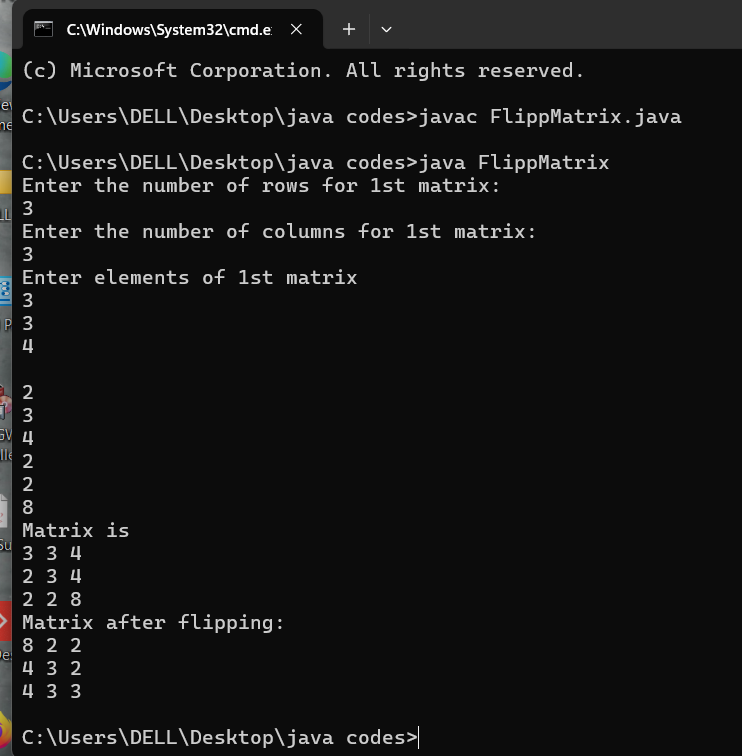 C:\Windows\System32\cmd.e
(c) Microsoft Corporation. All rights reserved.
C:\Users\DELL\Desktop\java codes>javac FlippMatrix.java
C:\Users\DELL\Desktop\java codes>java FlippMatrix
Enter the number of rows for 1st matrix:
3
Enter the number of columns for 1st matrix:
3
Enter elements of 1st matrix
3
3
4
2
3
4
2
2
8
Matrix is
3 3 4
2 3 4
2 2 8
Matrix after flipping:
8 2 2
4 3 2
4 3 3
C:\Users\DELL\Desktop\java codes>